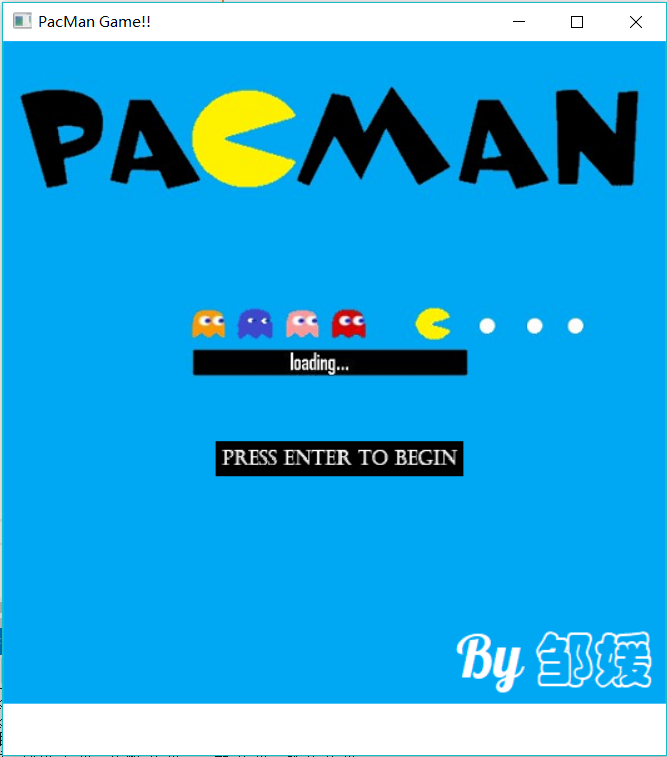 PacMan Game!!
PACMAN
loading...
PRESS ENTER TO BEGIN
By 邹媛